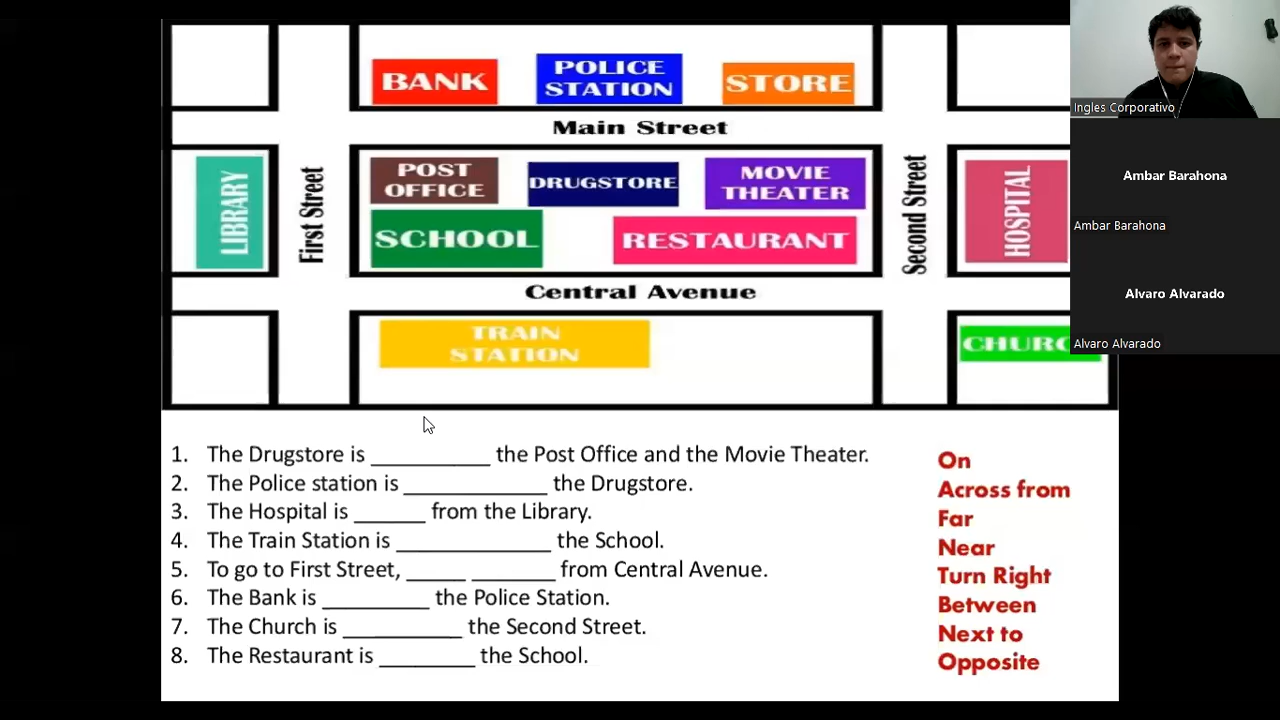 BANK
POLICE
STATION
STORE
Ingles Corporativo
Main Street
LIBRARY
First Street
POST
OFFICE
DRUGSTORE
MOVIE
THEATER
Second Street
HOSPITAL
Ambar Barahona
Ambar Barahona
SCHOOL
RESTAURANT
Central Avenue
Alvaro Alvarado
TRAIN
STATION
CHURC
Alvaro Alvarado
1. The Drugstore is __________ the Post Office and the Movie Theater.
2. The Police station is ____________ the Drugstore.
3. The Hospital is ______ from the Library.
4. The Train Station is _____________ the School.
5. To go to First Street, _____ _______ from Central Avenue.
6. The Bank is _________ the Police Station.
7. The Church is __________ the Second Street.
8. The Restaurant is ________ the School.
On
Across from
Far
Near
Turn Right
Between
Next to
Opposite